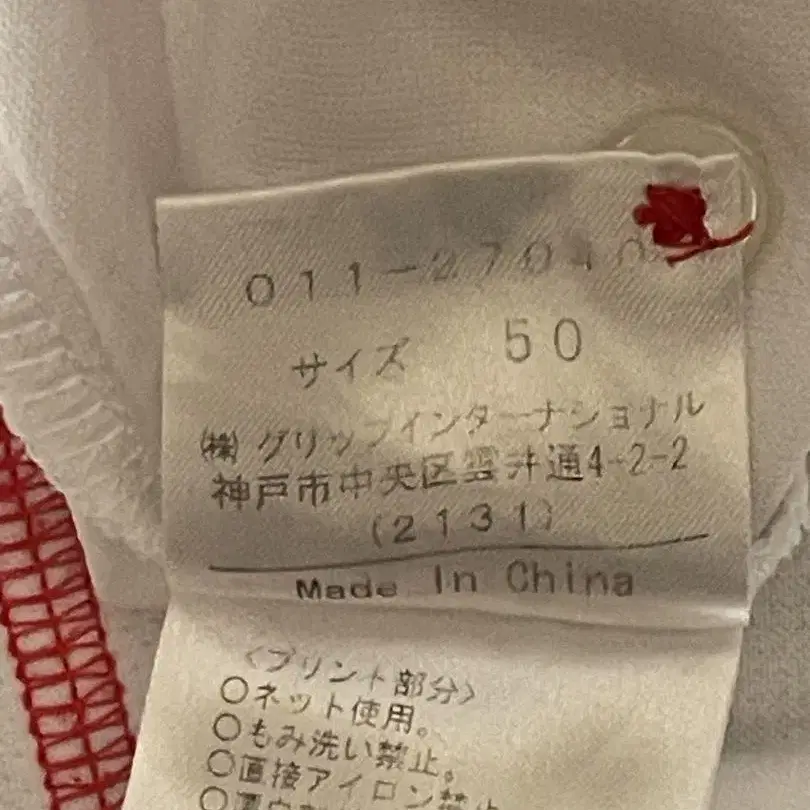 011-27040
サイズ 50
㈱ グリップインターナショナル
神戸市中央区雲井通4-2-2
(2131)
Made In China
<プリント部分>
○ネット使用。
○もみ洗い禁止。
○直接アイロン禁止